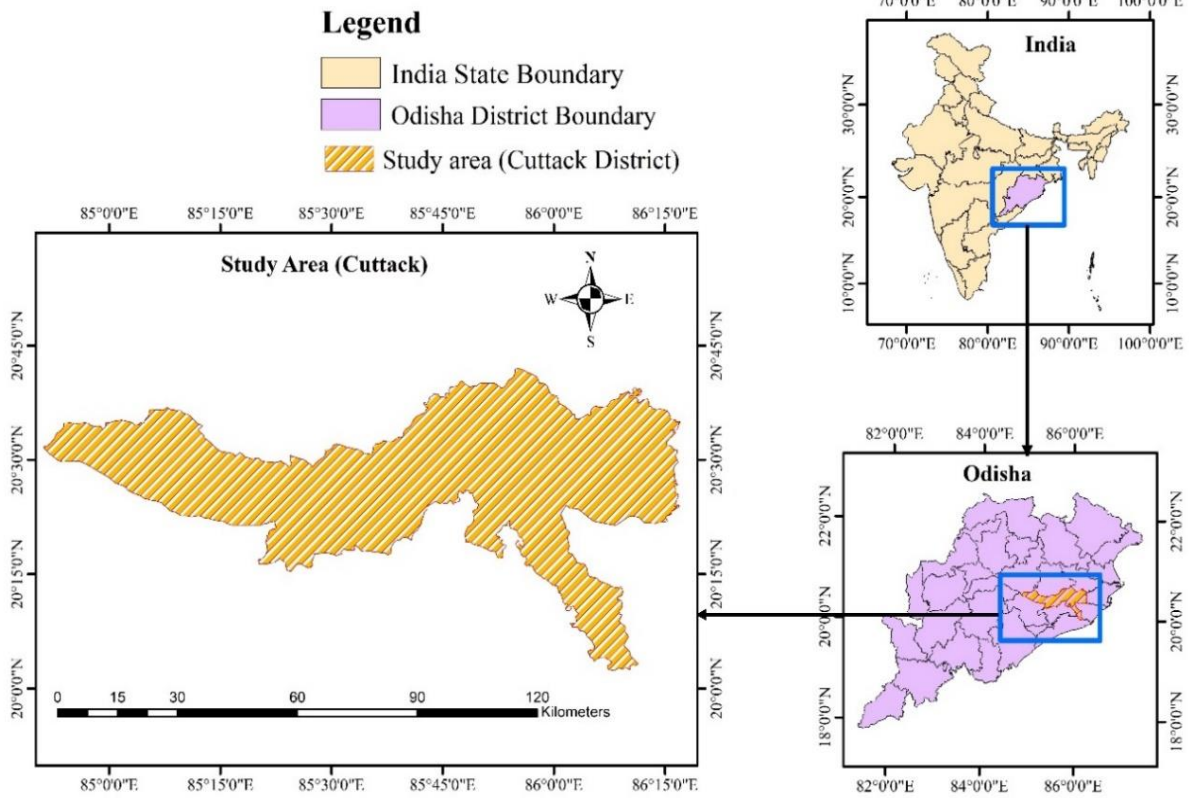 Legend
India State Boundary
Odisha District Boundary
Study area (Cuttack District)
70°0'0"E 80°0'0"E 90°0'0"E 100°0'0"E
India
30°0'0"N
20°0'0"N
10°0'0"N
30°0'0"N
20°0'0"N
10°0'0"N
70°0'0"E 80°0'0"E 90°0'0"E 100°0'0"E
85°0'0"E 85°15'0"E 85°30'0"E 85°45'0"E 86°0'0"E 86°15'0"E
Study Area (Cuttack)
N
W E
S
20°45'0"N
20°30'0"N
20°15'0"N
20°0'0"N
20°45'0"N
20°30'0"N
20°15'0"N
20°0'0"N
0 15 30 60 90 120
Kilometers
85°0'0"E 85°15'0"E 85°30'0"E 85°45'0"E 86°0'0"E 86°15'0"E
82°0'0"E 84°0'0"E 86°0'0"E
Odisha
22°0'0"N
20°0'0"N
18°0'0"N
22°0'0"N
20°0'0"N
18°0'0"N
82°0'0"E 84°0'0"E 86°0'0"E